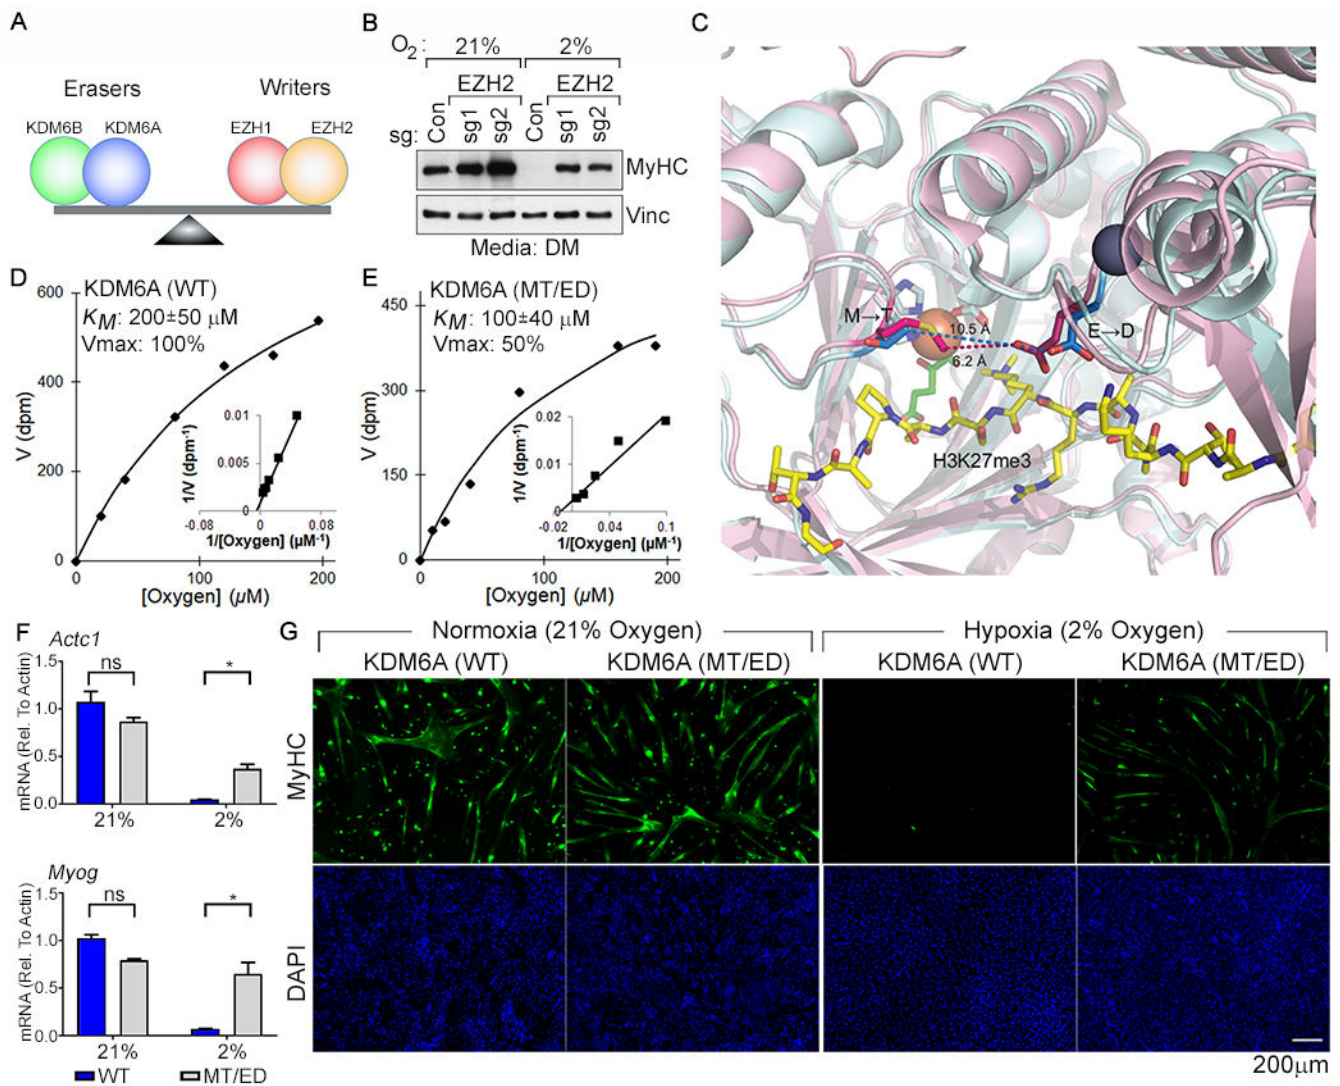 A
Erasers
Writers
KDM6B
KDM6A
EZH1
EZH2
B
O2:
21%
2%
EZH2
EZH2
sg:
Con
sg1
sg2
Con
sg1
sg2
MyHC
Vinc
Media: DM
C
M→T
E→D
10.5 Å
6.2 Å
H3K27me3
D
KDM6A (WT)
KM: 200±50 µM
Vmax: 100%
V (dpm)
600
400
200
0
0
100
200
[Oxygen] (µM)
1/V (dpm-1)
0.01
0.005
0
-0.08
0
0.08
1/[Oxygen] (µM-1)
E
KDM6A (MT/ED)
KM: 100±40 µM
Vmax: 50%
V (dpm)
450
300
150
0
0
100
200
[Oxygen] (µM)
1/V (dpm-1)
0.02
0.01
0
-0.02
0.04
0.1
1/[Oxygen] (µM-1)
F
Actc1
mRNA (Rel. To Actin)
1.5
1.0
0.5
0.0
ns
*
21%
2%
Myog
mRNA (Rel. To Actin)
1.5
1.0
0.5
0.0
ns
*
21%
2%
WT
MT/ED
G
Normoxia (21% Oxygen)
Hypoxia (2% Oxygen)
KDM6A (WT)
KDM6A (MT/ED)
KDM6A (WT)
KDM6A (MT/ED)
MyHC
DAPI
200µm